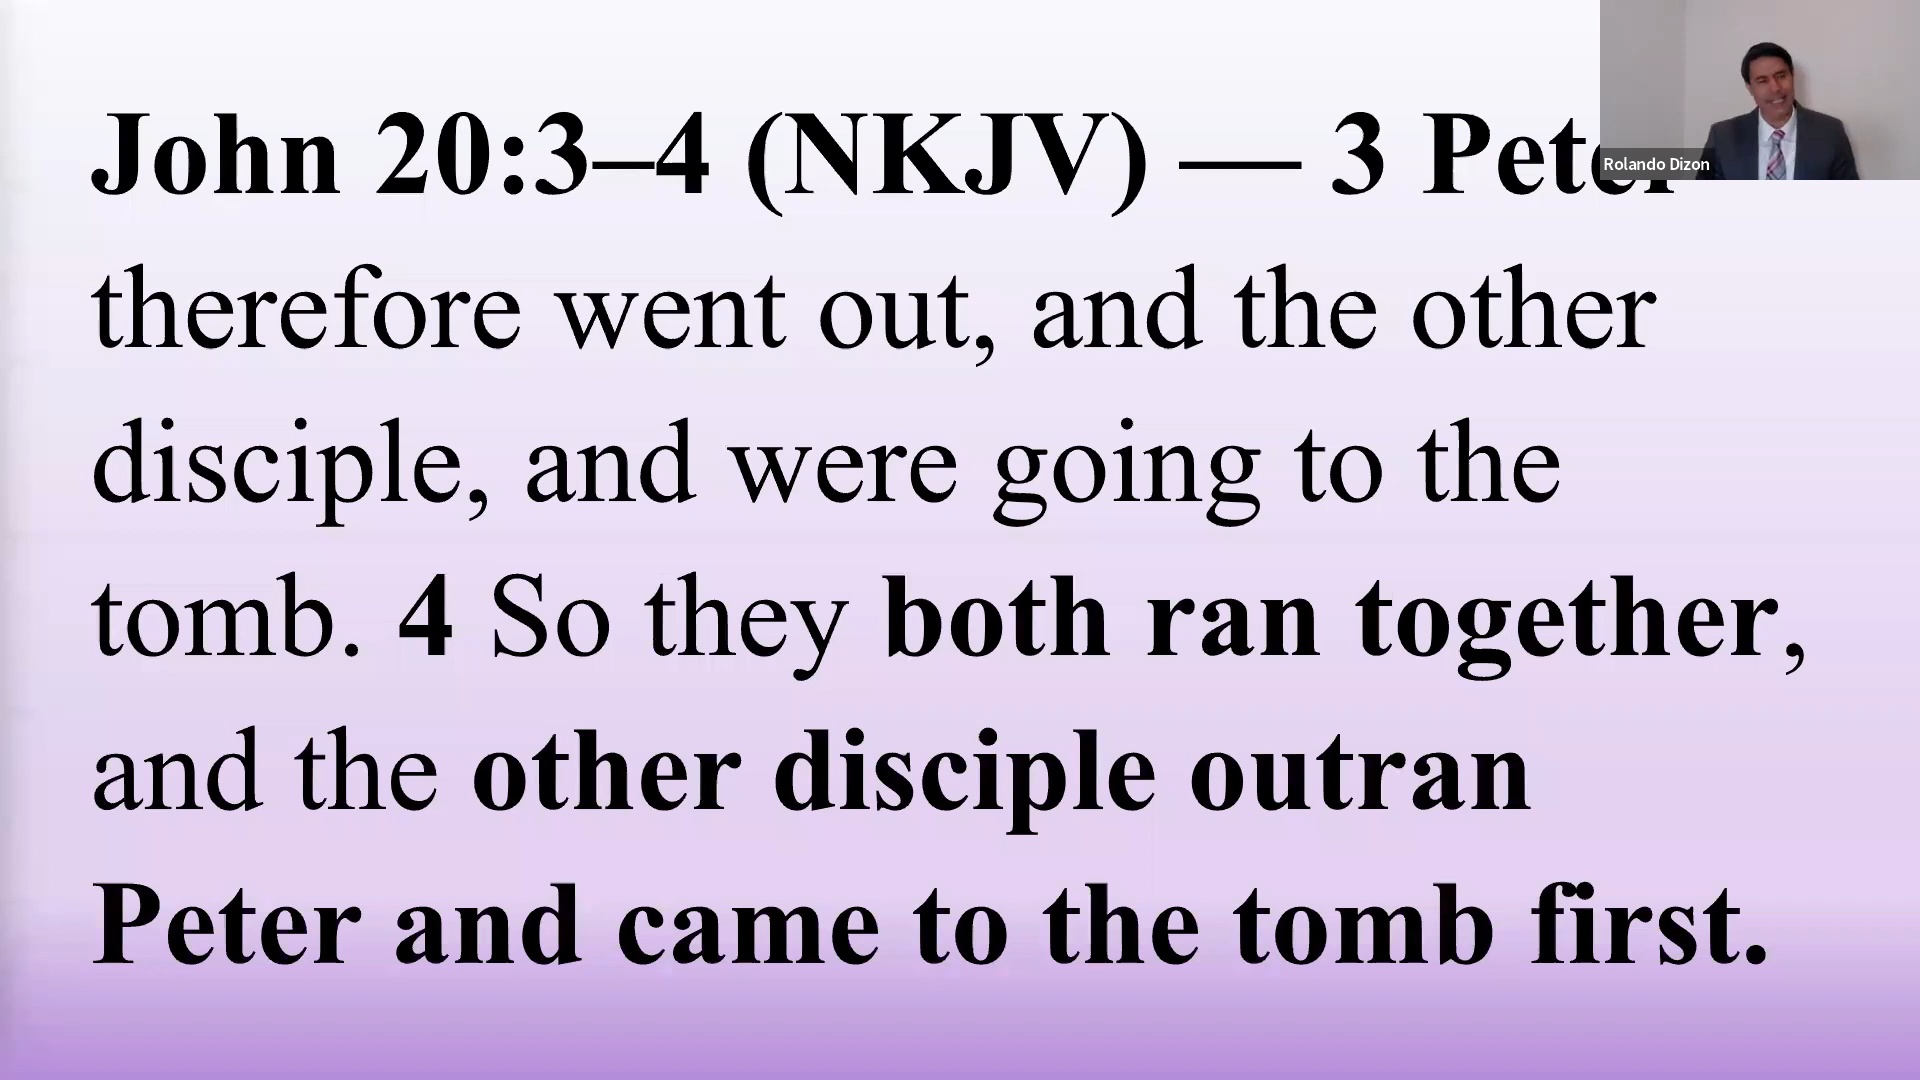 John 20:3–4 (NKJV) — 3 Peter
Rolando Dizon
therefore went out, and the other
disciple, and were going to the
tomb. 4 So they both ran together,
and the other disciple outran
Peter and came to the tomb first.